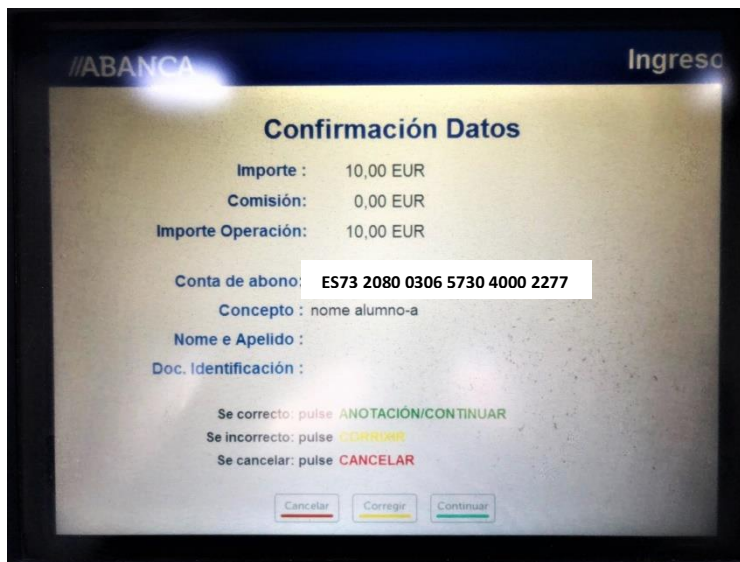 //ABANCA
Ingreso
Confirmación Datos
Importe : 10,00 EUR
Comisión: 0,00 EUR
Importe Operación: 10,00 EUR
Conta de abono: ES73 2080 0306 5730 4000 2277
Concepto : nome alumno-a
Nome e Apelido :
Doc. Identificación :
Se correcto: pulse ANOTACIÓN/CONTINUAR
Se incorrecto: pulse CORRIXIR
Se cancelar: pulse CANCELAR
Cancelar Corregir Continuar